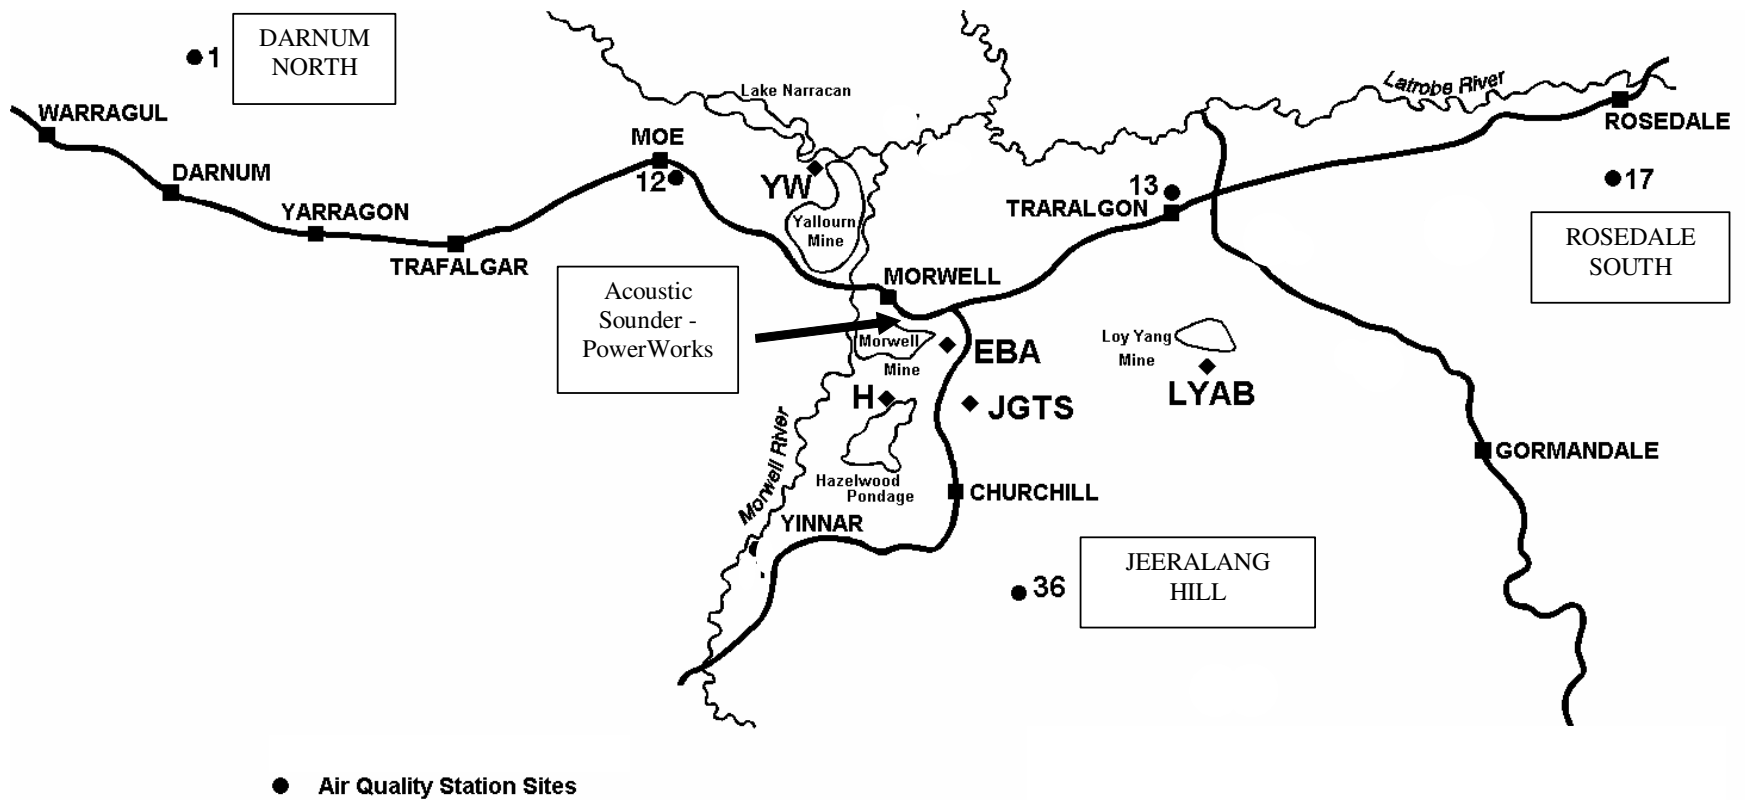 1
DARNUM
NORTH
Lake Narracan
Latrobe River
WARRAGUL
ROSEDALE
MOE
DARNUM
12
YW
13
17
YARRAGON
TRARALGON
Yallourn
Mine
ROSEDALE
SOUTH
TRAFALGAR
MORWELL
Acoustic
Sounder -
PowerWorks
Morwell
Mine
EBA
Loy Yang
Mine
H
JGTS
LYAB
Morwell River
GORMANDALE
Hazelwood
Pondage
CHURCHILL
YINNAR
36
JEERALANG
HILL
Air Quality Station Sites